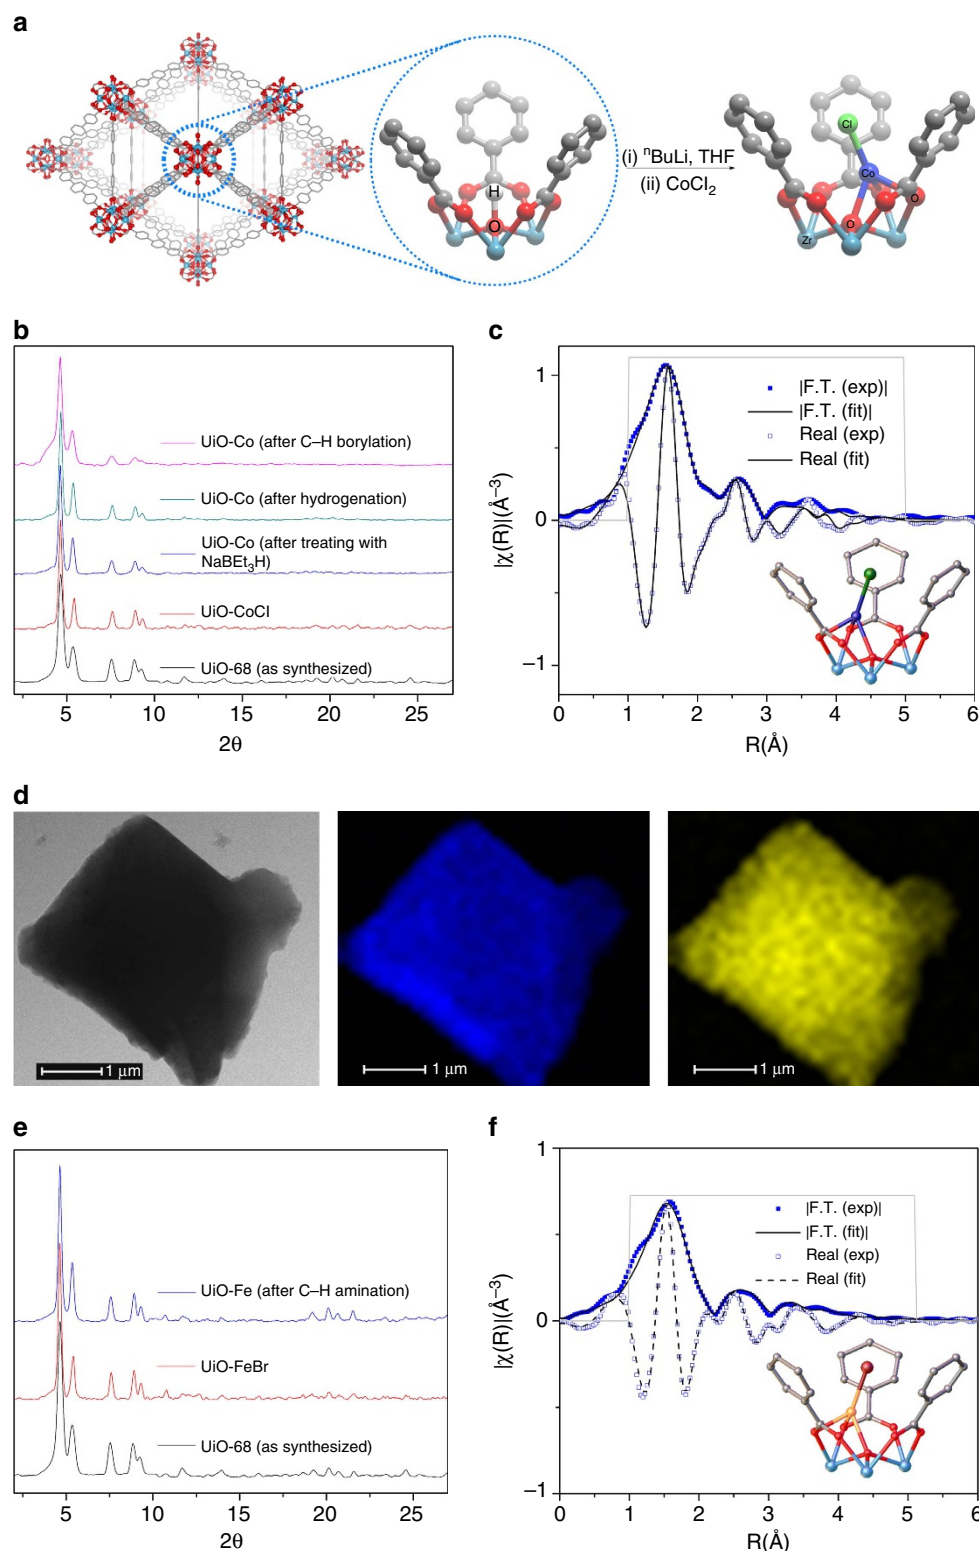 a
H
O
(i) ⁿBuLi, THF
(ii) CoCl₂
Cl
Co
O
O
Zr
b
UiO-Co (after C–H borylation)
UiO-Co (after hydrogenation)
UiO-Co (after treating with
NaBEt₃H)
UiO-CoCl
UiO-68 (as synthesized)
5 10 15 20 25
2θ
c
|χ(R)|(Å⁻³)
1
0
−1
|F.T. (exp)|
|F.T. (fit)|
Real (exp)
Real (fit)
0 1 2 3 4 5 6
R(Å)
d
1 μm
1 μm
1 μm
e
UiO-Fe (after C–H amination)
UiO-FeBr
UiO-68 (as synthesized)
5 10 15 20 25
2θ
f
|χ(R)|(Å⁻³)
1
0
−1
|F.T. (exp)|
|F.T. (fit)|
Real (exp)
Real (fit)
0 1 2 3 4 5 6
R(Å)